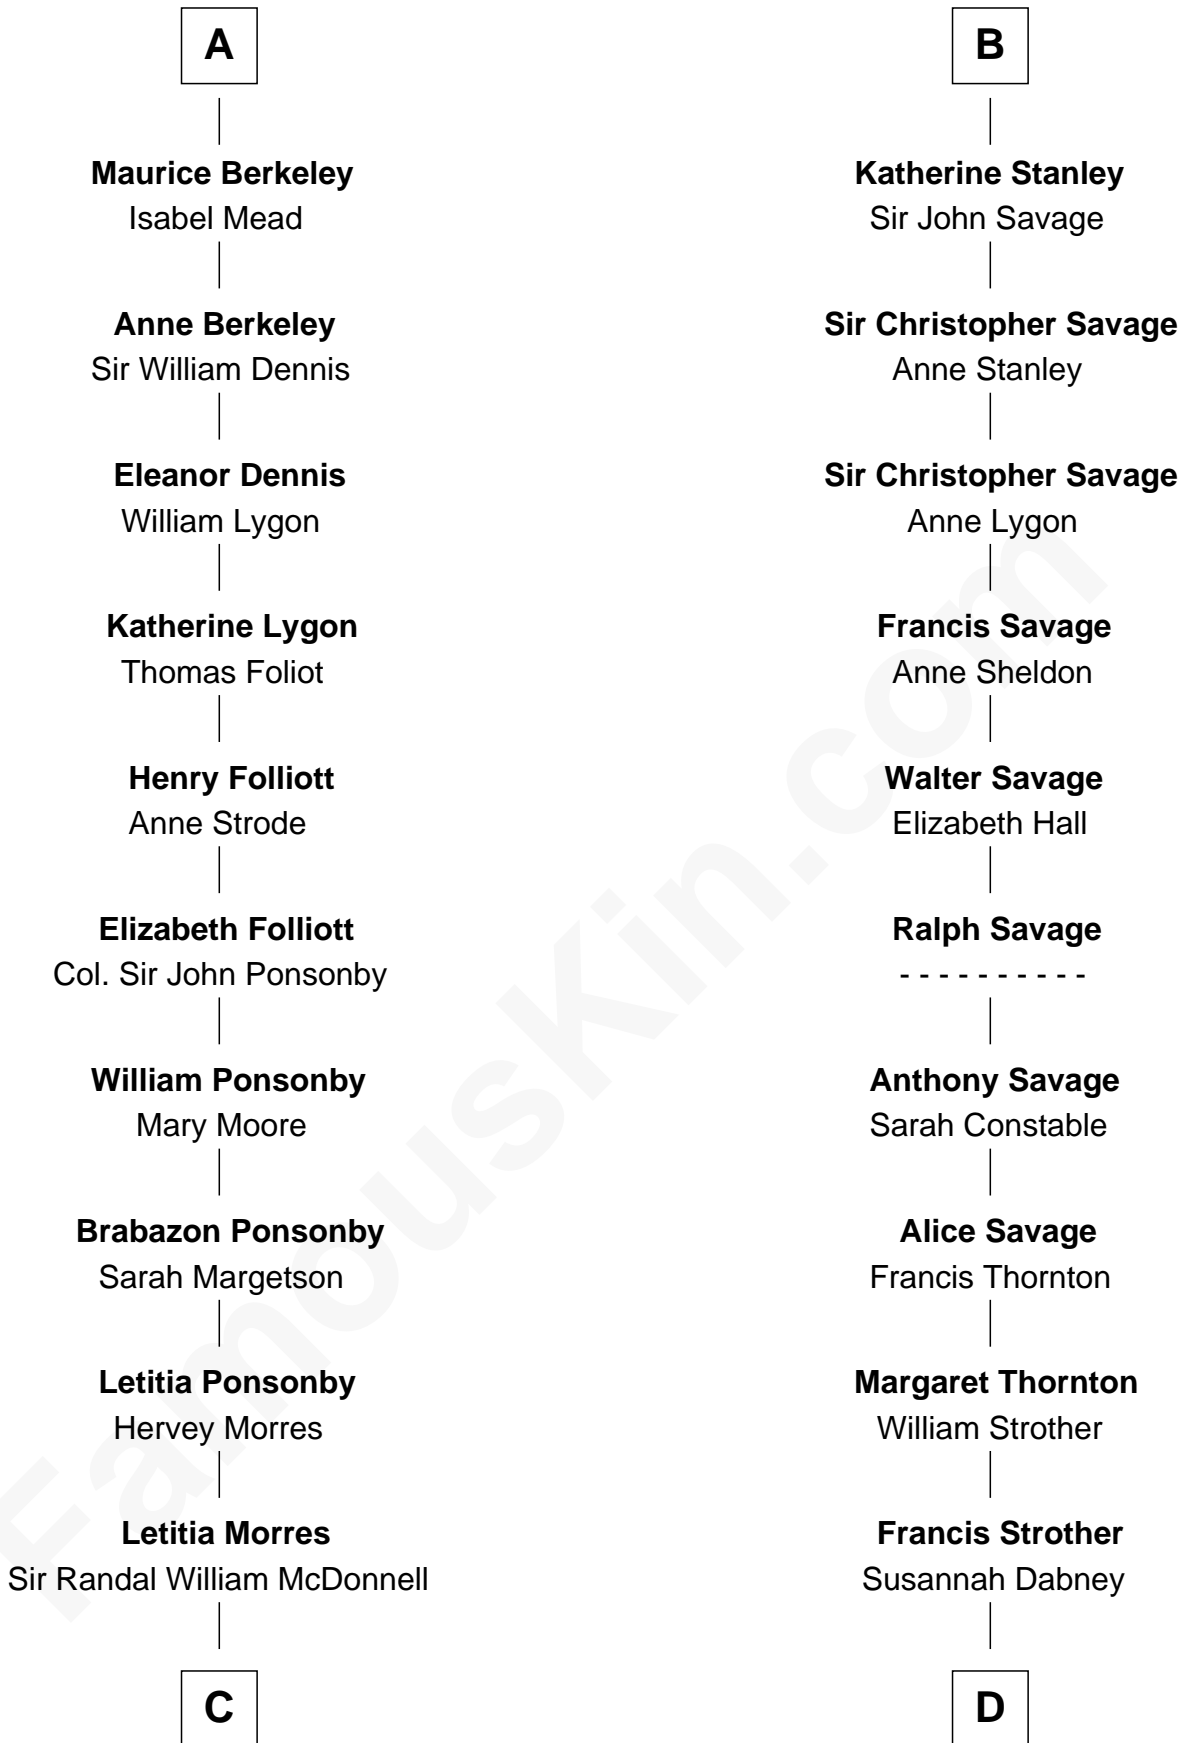 A
Maurice Berkeley
Isabel Mead
Anne Berkeley
Sir William Dennis
Eleanor Dennis
William Lygon
Katherine Lygon
Thomas Foliot
Henry Folliott
Anne Strode
Elizabeth Folliott
Col. Sir John Ponsonby
William Ponsonby
Mary Moore
Brabazon Ponsonby
Sarah Margetson
Letitia Ponsonby
Hervey Morres
Letitia Morres
Sir Randal William McDonnell
C
B
Katherine Stanley
Sir John Savage
Sir Christopher Savage
Anne Stanley
Sir Christopher Savage
Anne Lygon
Francis Savage
Anne Sheldon
Walter Savage
Elizabeth Hall
Ralph Savage
- - - - - - - - - -
Anthony Savage
Sarah Constable
Alice Savage
Francis Thornton
Margaret Thornton
William Strother
Francis Strother
Susannah Dabney
D
FamousKin.com